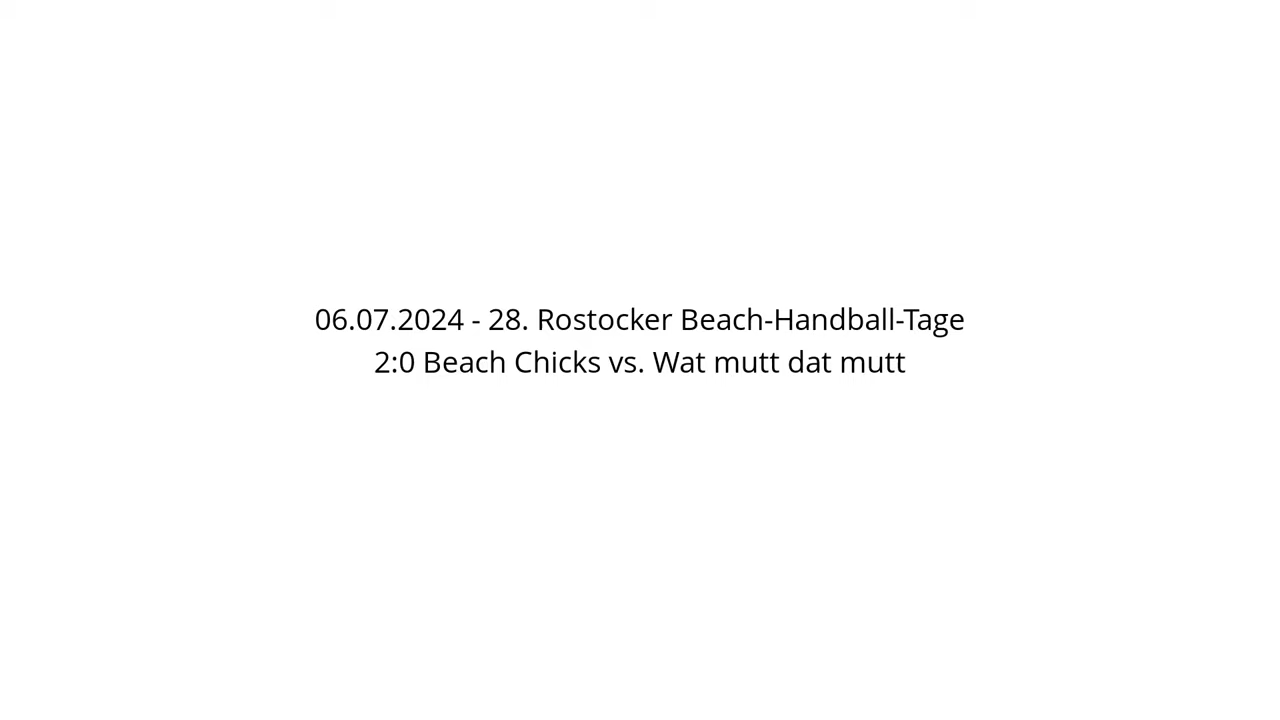 06.07.2024 - 28. Rostocker Beach-Handball-Tage
2:0 Beach Chicks vs. Wat mutt dat mutt